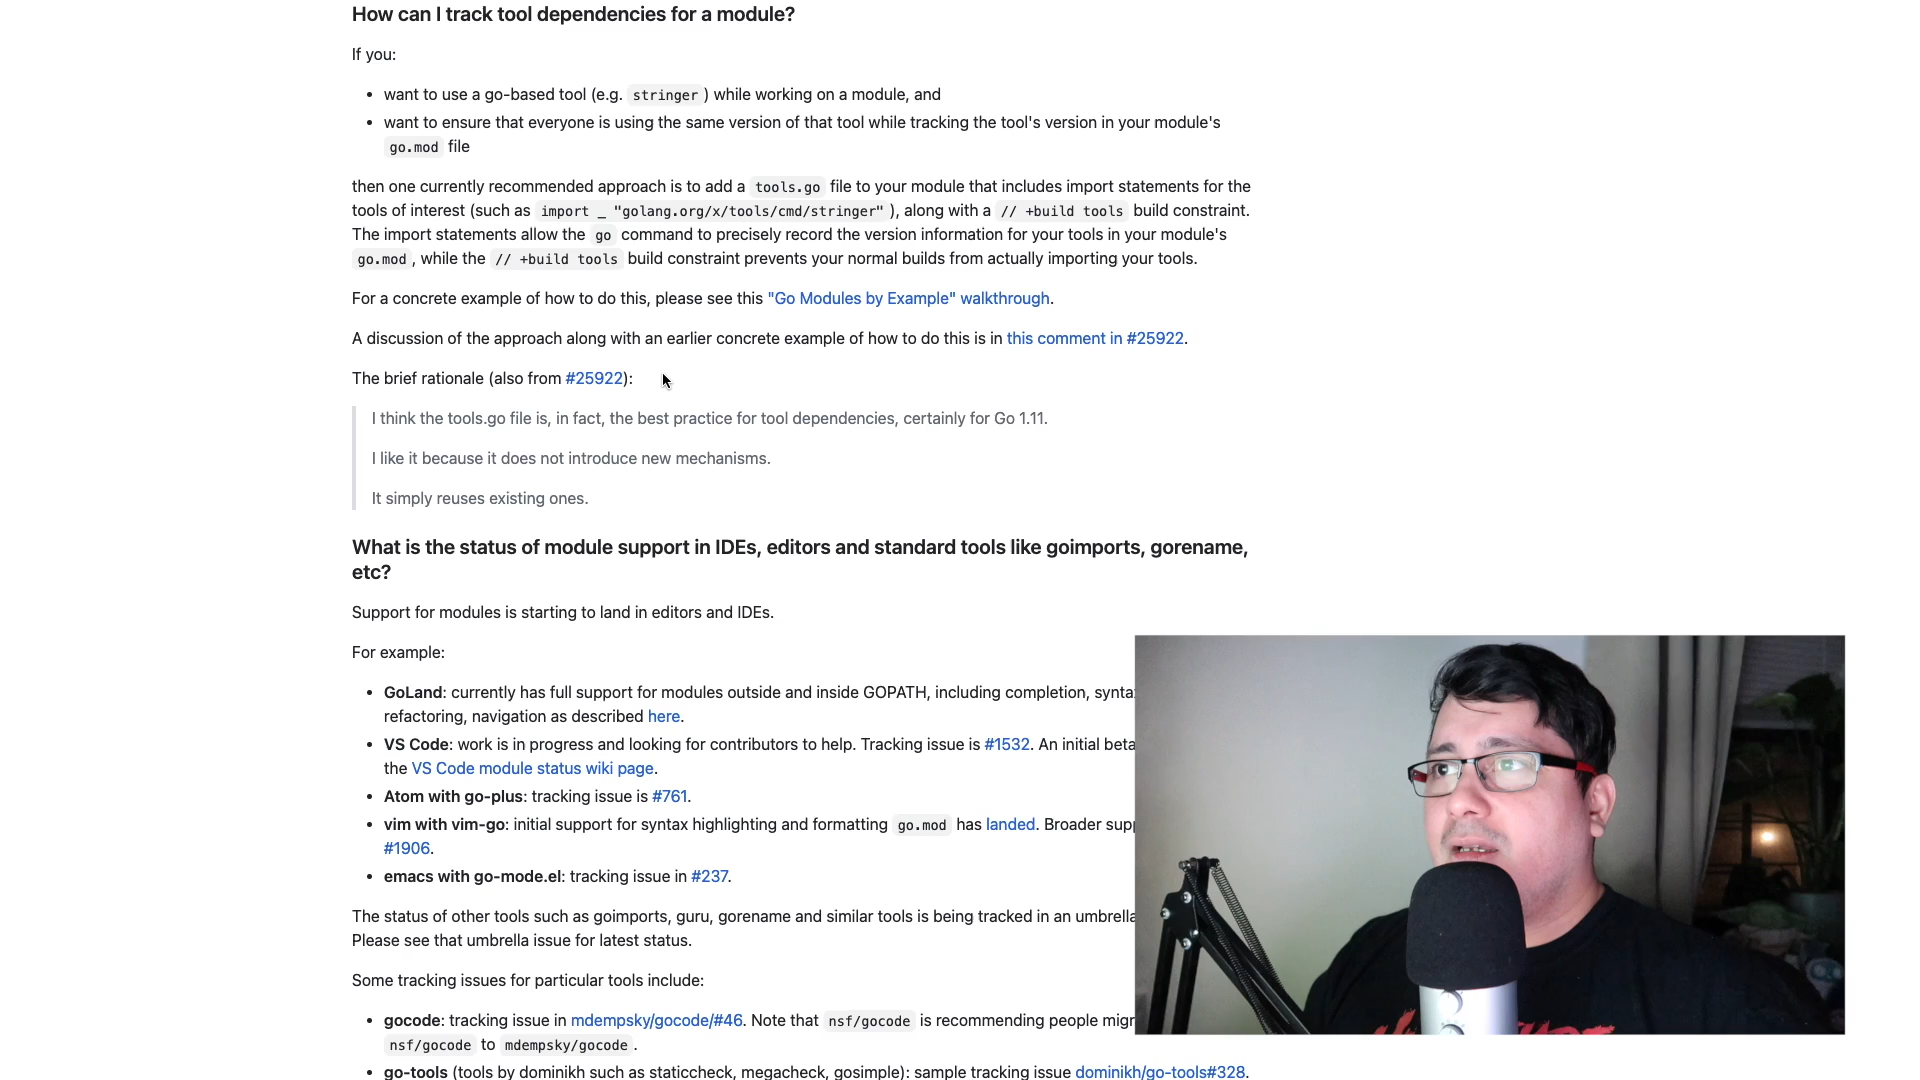 How can I track tool dependencies for a module?
If you:
• want to use a go-based tool (e.g. stringer ) while working on a module, and
• want to ensure that everyone is using the same version of that tool while tracking the tool's version in your module's
go.mod file
then one currently recommended approach is to add a tools.go file to your module that includes import statements for the
tools of interest (such as import _ "golang.org/x/tools/cmd/stringer" ), along with a // +build tools build constraint.
The import statements allow the go command to precisely record the version information for your tools in your module's
go.mod , while the // +build tools build constraint prevents your normal builds from actually importing your tools.
For a concrete example of how to do this, please see this "Go Modules by Example" walkthrough.
A discussion of the approach along with an earlier concrete example of how to do this is in this comment in #25922.
The brief rationale (also from #25922):
I think the tools.go file is, in fact, the best practice for tool dependencies, certainly for Go 1.11.
I like it because it does not introduce new mechanisms.
It simply reuses existing ones.
What is the status of module support in IDEs, editors and standard tools like goimports, gorename,
etc?
Support for modules is starting to land in editors and IDEs.
For example:
• GoLand: currently has full support for modules outside and inside GOPATH, including completion,
refactoring, navigation as described here.
• VS Code: work is in progress and looking for contributors to help. Tracking issue is #1532. An initial beta
the VS Code module status wiki page.
• Atom with go-plus: tracking issue is #761.
• vim with vim-go: initial support for syntax highlighting and formatting go.mod has landed. Broader
#1906.
• emacs with go-mode.el: tracking issue in #237.
The status of other tools such as goimports, guru, gorename and similar tools is being tracked in an umbrella
Please see that umbrella issue for latest status.
Some tracking issues for particular tools include:
• gocode: tracking issue in mdempsky/gocode/#46. Note that nsf/gocode is recommending people
nsf/gocode to mdempsky/gocode .
• go-tools (tools by dominikh such as staticcheck, megacheck, gosimple): sample tracking issue dominikh/go-tools#328.